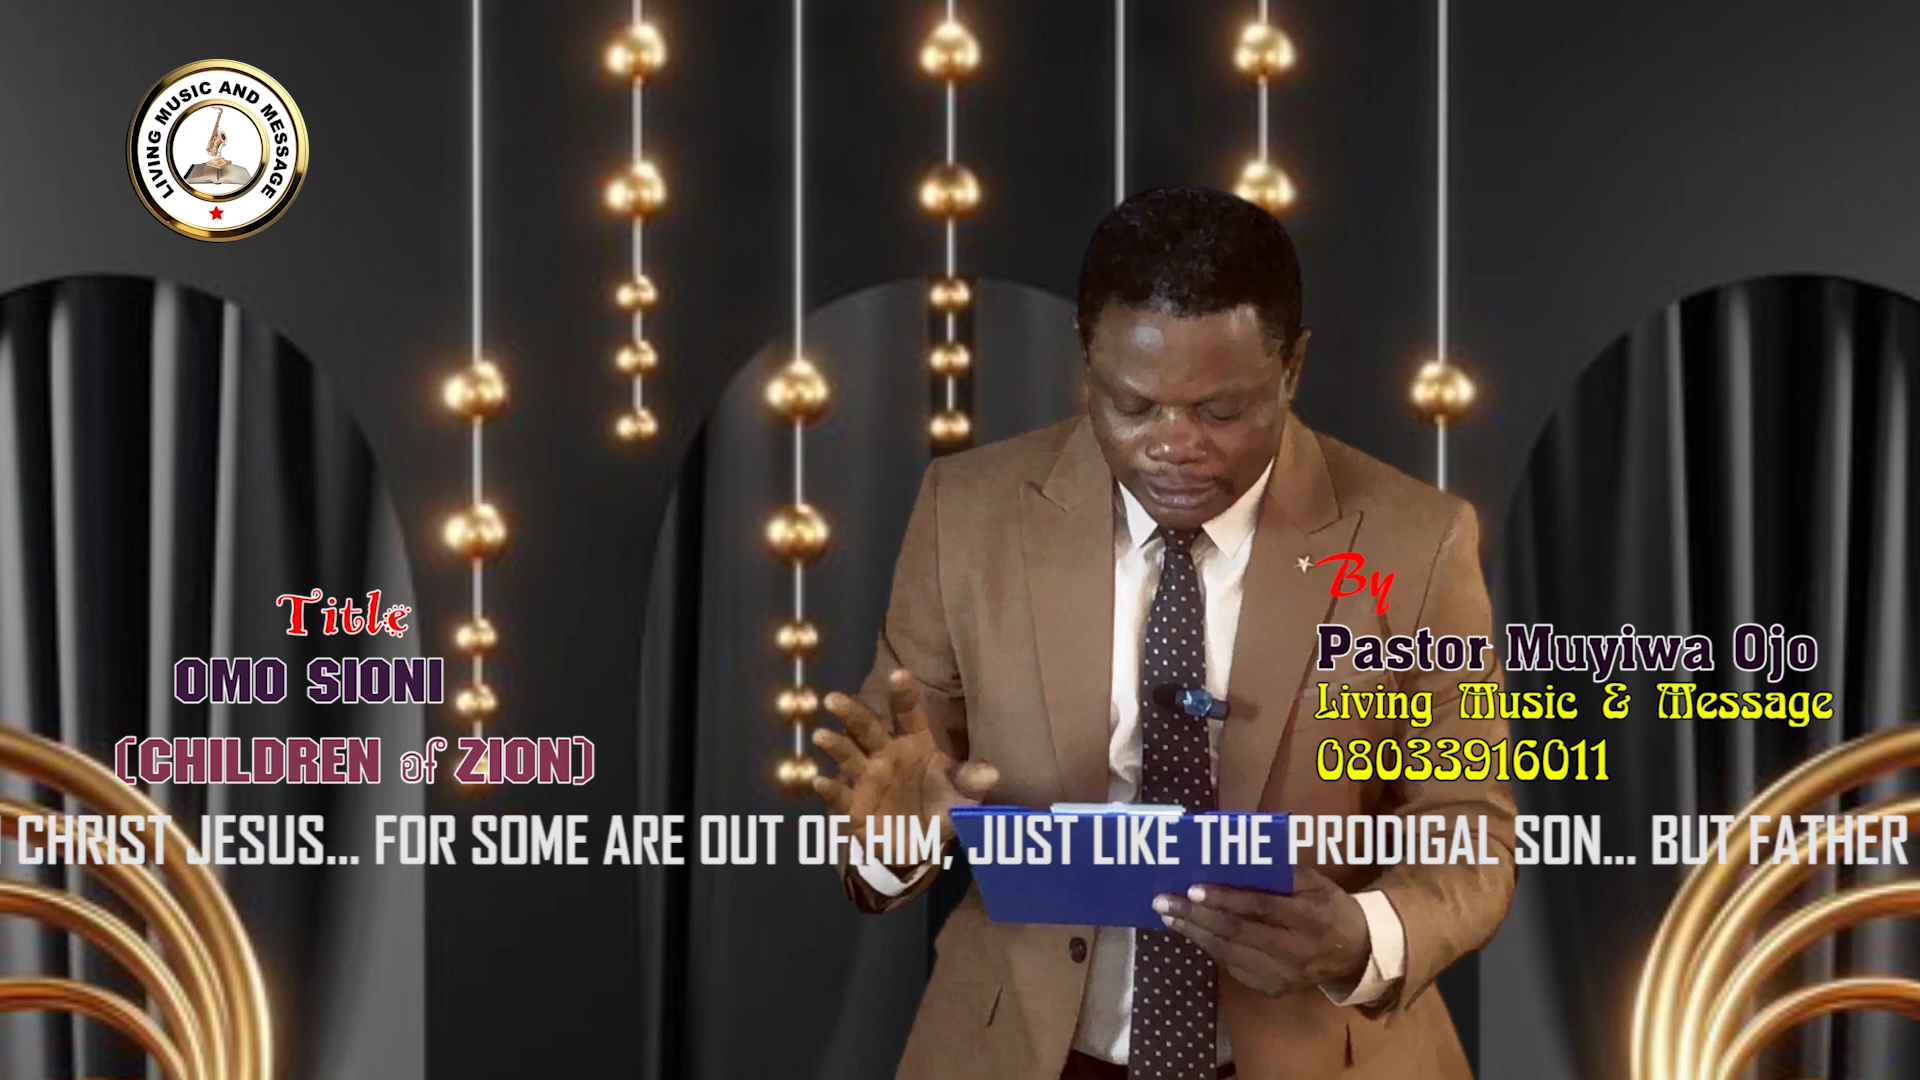 LIVING MUSIC AND MESSAGE
Title
OMO SIONI
(CHILDREN of ZION)
By
Pastor Muyiwa Ojo
Living Music & Message
08033916011
CHRIST JESUS... FOR SOME ARE OUT OF HIM, JUST LIKE THE PRODIGAL SON... BUT FATHER